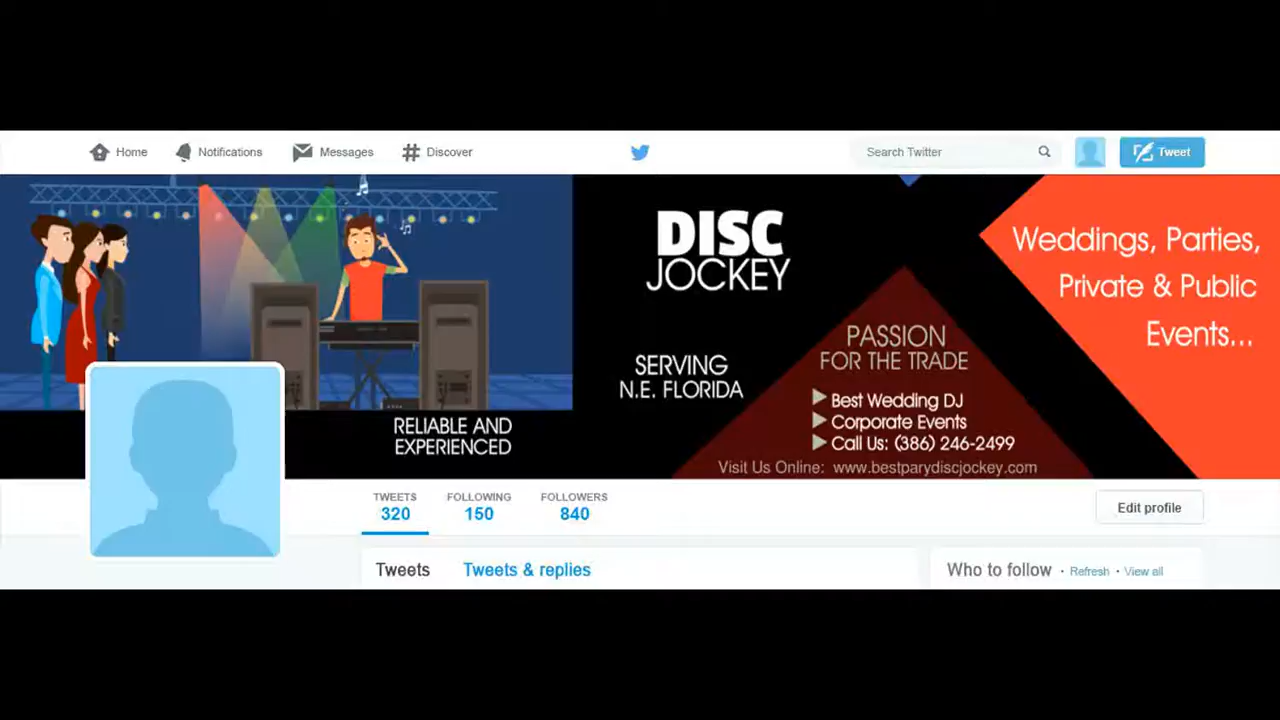 Home Notifications Messages Discover Search Twitter Tweet
DISC
JOCKEY
Weddings, Parties,
Private & Public
Events...
PASSION
FOR THE TRADE
SERVING
N.E. FLORIDA
Best Wedding DJ
Corporate Events
Call Us: (386) 246-2499
RELIABLE AND
EXPERIENCED
Visit Us Online: www.bestparydiscjockey.com
TWEETS FOLLOWING FOLLOWERS
320 150 840
Edit profile
Tweets Tweets & replies
Who to follow · Refresh · View all